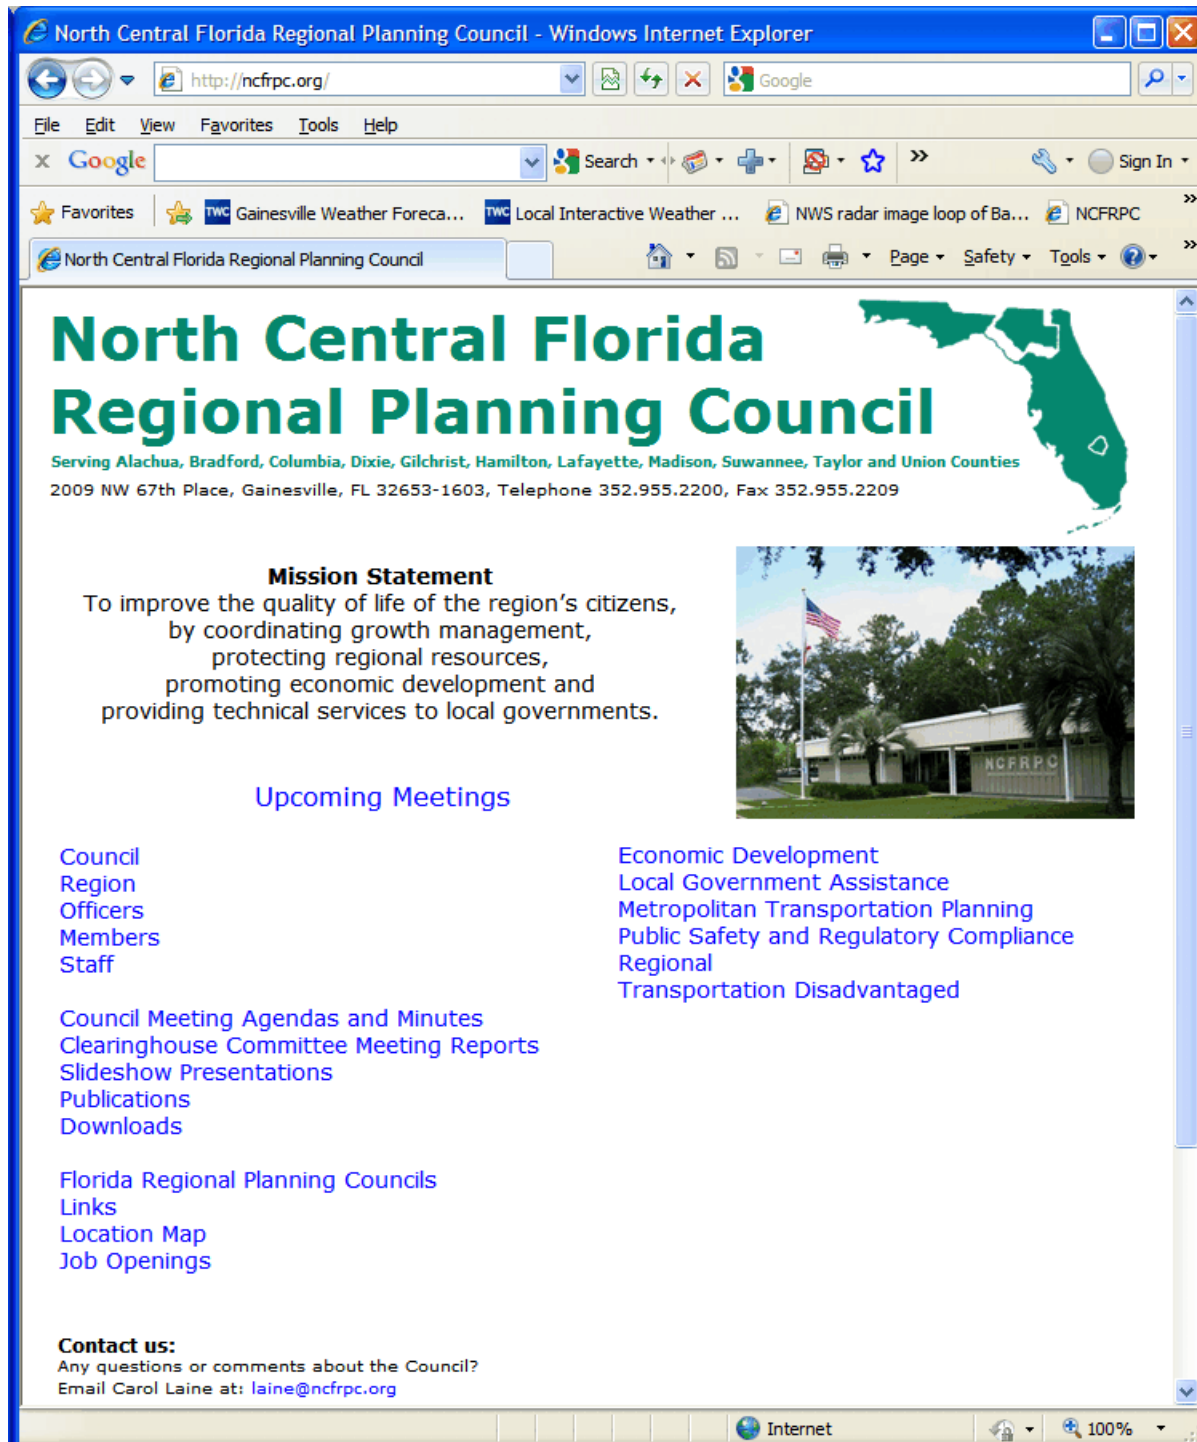 North Central Florida Regional Planning Council - Windows Internet Explorer
http://ncfrpc.org/
Google
File Edit View Favorites Tools Help
x Google Search Sign In
Favorites TWC Gainesville Weather Foreca... TWC Local Interactive Weather ... NWS radar image loop of Ba... NCFRPC
North Central Florida Regional Planning Council Page Safety Tools
North Central Florida
Regional Planning Council
Serving Alachua, Bradford, Columbia, Dixie, Gilchrist, Hamilton, Lafayette, Madison, Suwannee, Taylor and Union Counties
2009 NW 67th Place, Gainesville, FL 32653-1603, Telephone 352.955.2200, Fax 352.955.2209
Mission Statement
To improve the quality of life of the region's citizens,
by coordinating growth management,
protecting regional resources,
promoting economic development and
providing technical services to local governments.
NCFRPC
Upcoming Meetings
Council
Region
Officers
Members
Staff
Council Meeting Agendas and Minutes
Clearinghouse Committee Meeting Reports
Slideshow Presentations
Publications
Downloads
Florida Regional Planning Councils
Links
Location Map
Job Openings
Economic Development
Local Government Assistance
Metropolitan Transportation Planning
Public Safety and Regulatory Compliance
Regional
Transportation Disadvantaged
Contact us:
Any questions or comments about the Council?
Email Carol Laine at: laine@ncfrpc.org
Internet 100%